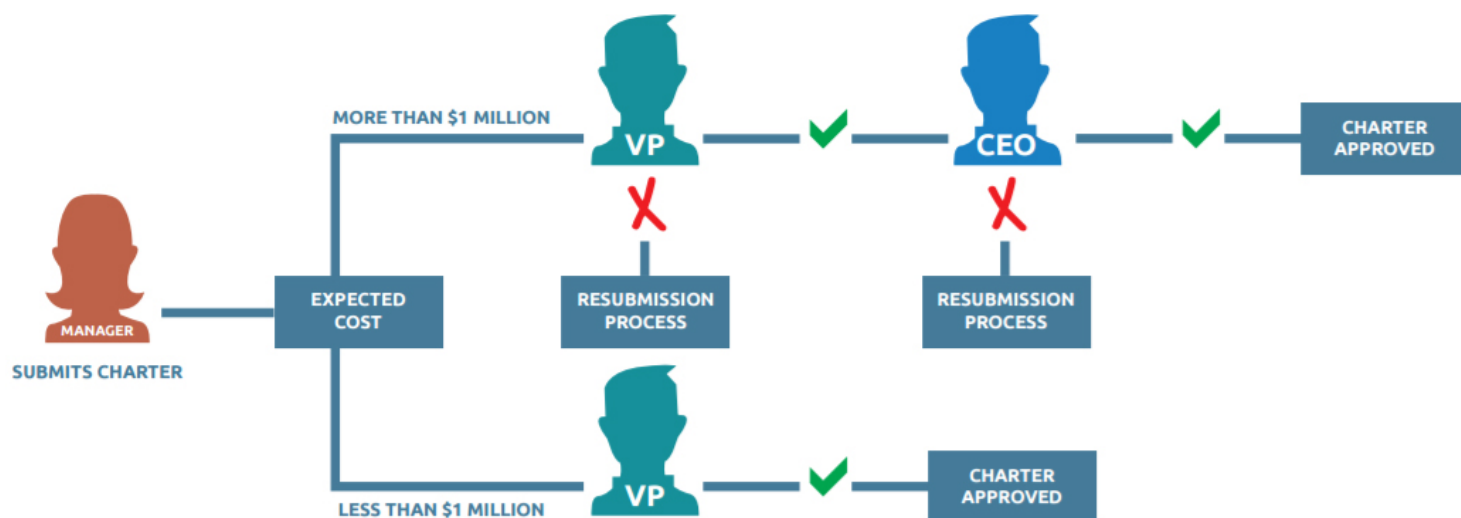 MORE THAN $1 MILLION
VP
CEO
CHARTER
APPROVED
MANAGER
SUBMITS CHARTER
EXPECTED
COST
RESUBMISSION
PROCESS
RESUBMISSION
PROCESS
LESS THAN $1 MILLION
VP
CHARTER
APPROVED